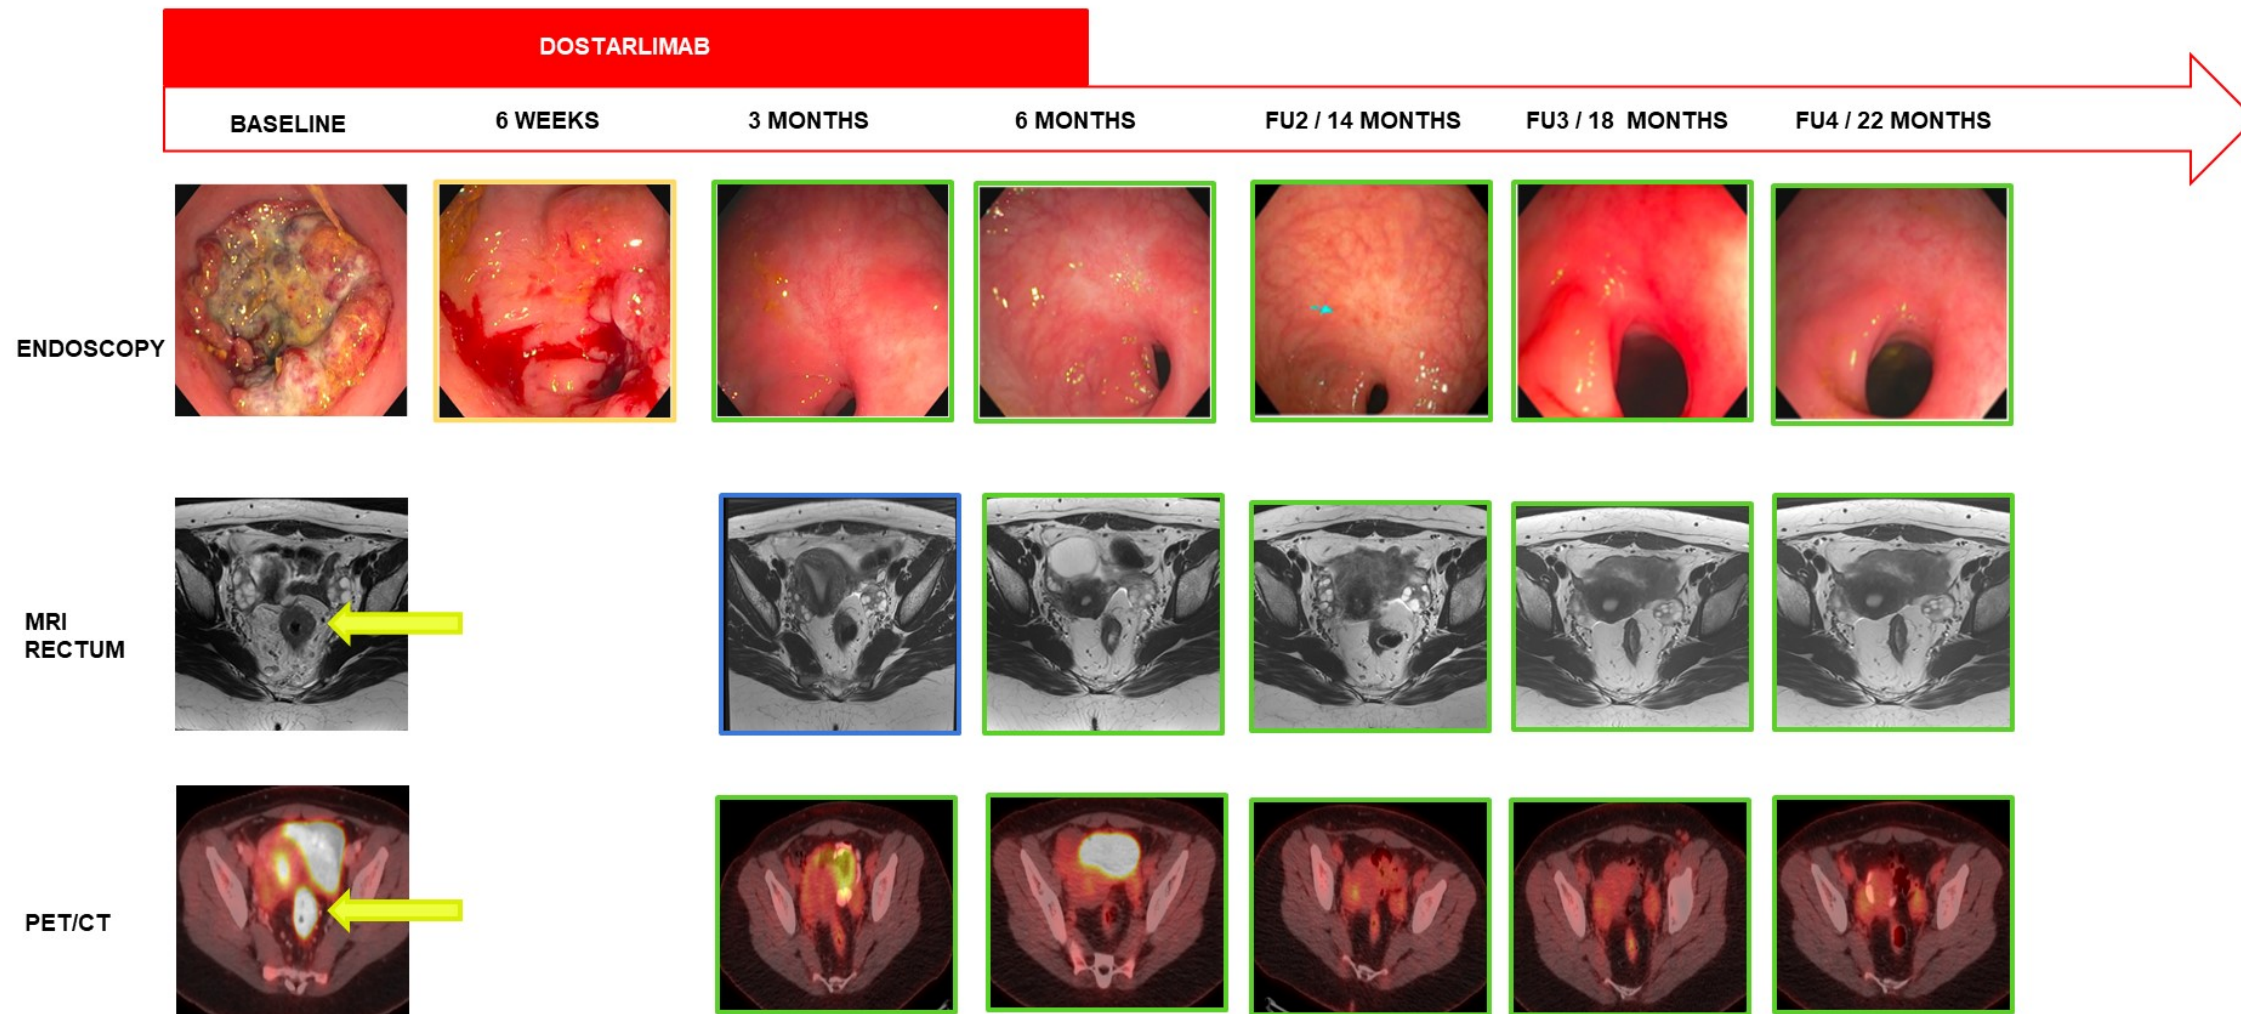 DOSTARLIMAB
BASELINE
6 WEEKS
3 MONTHS
6 MONTHS
FU2 / 14 MONTHS
FU3 / 18 MONTHS
FU4 / 22 MONTHS
ENDOSCOPY
MRI
RECTUM
PET/CT